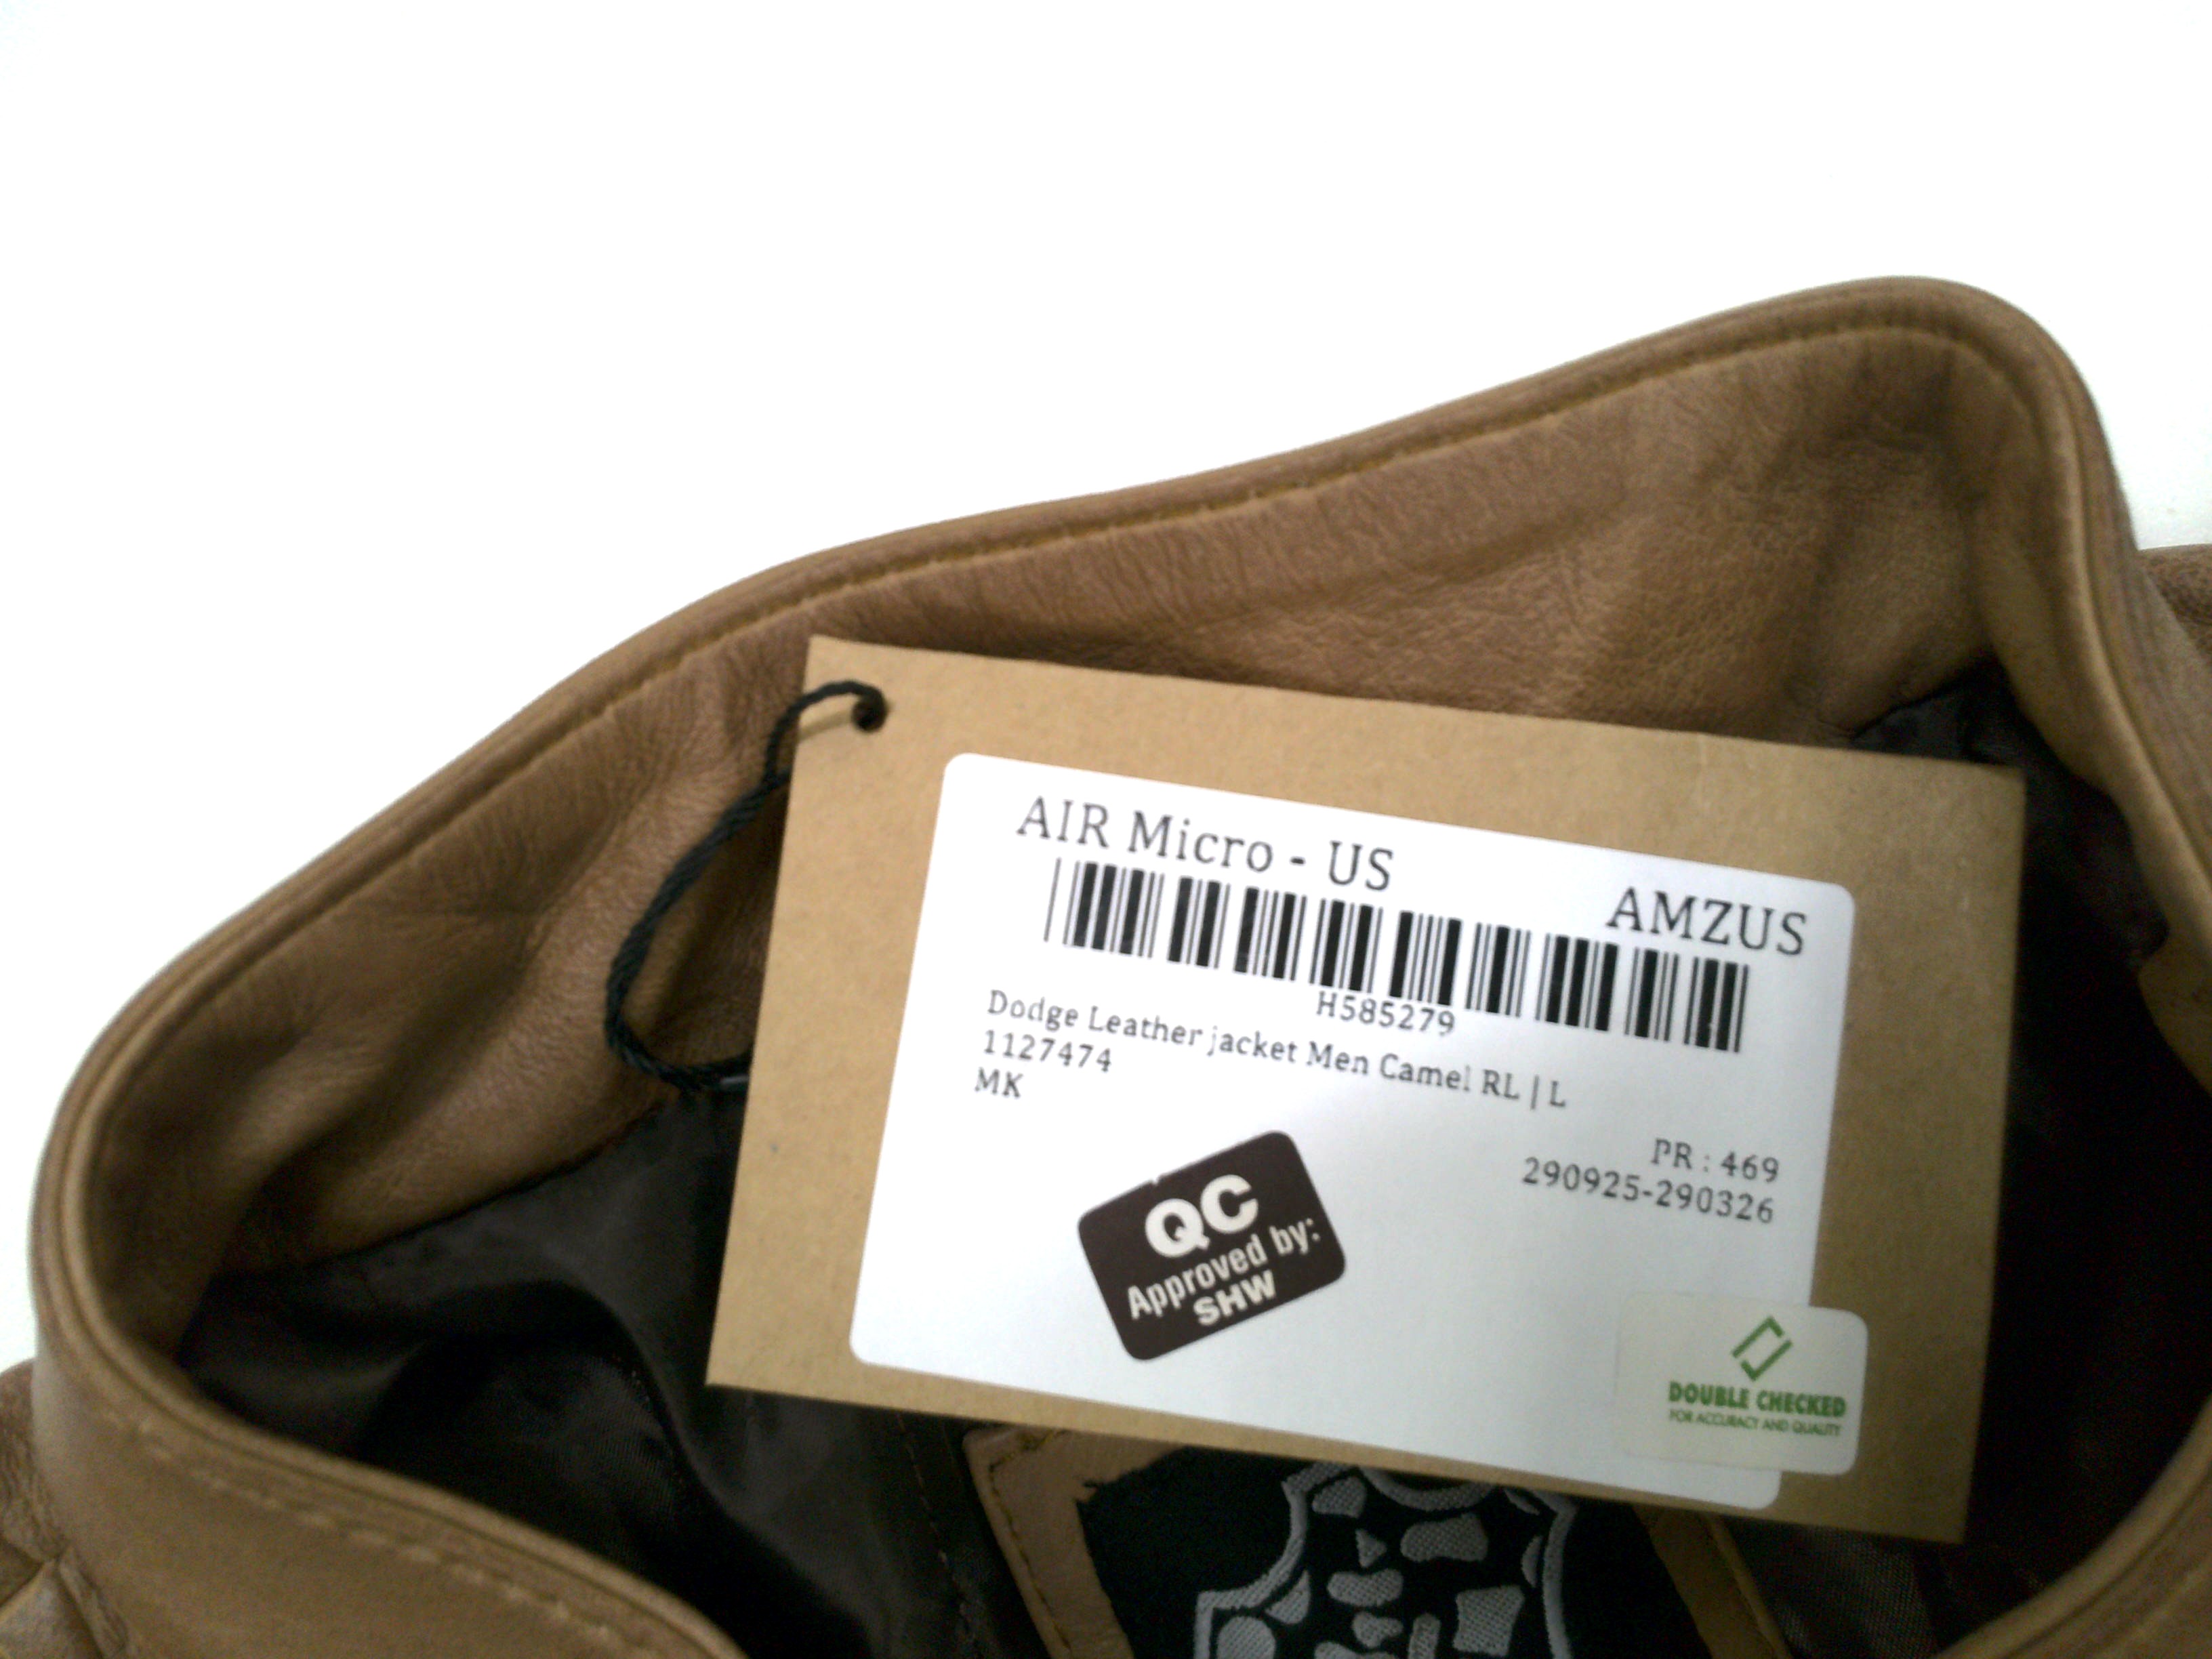 AIR Micro - US
AMZUS
H585279
Dodge Leather jacket Men Camel RL | L
1127474
MK
PR : 469
290925-290326
QC
Approved by:
SHW
DOUBLE CHECKED
FOR ACCURACY AND QUALITY